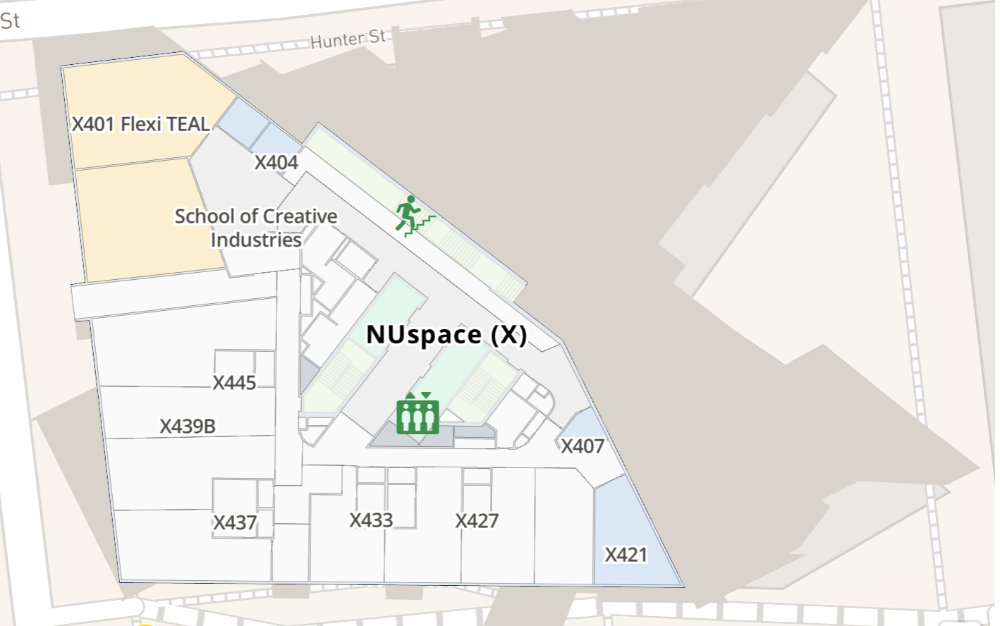 St
Hunter St
X401 Flexi TEAL
X404
School of Creative
Industries
NUspace (X)
X445
X439B
X407
X437
X433
X427
X421